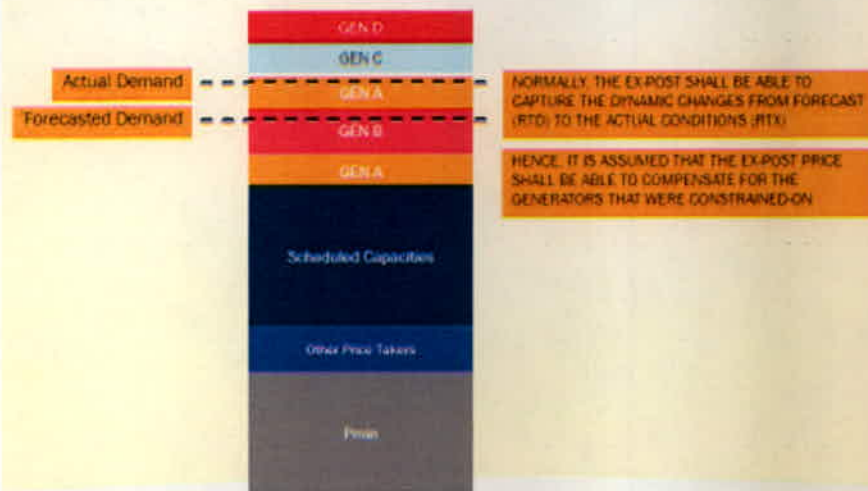 GEN D
GEN C
Actual Demand
GEN A
Forecasted Demand
GEN B
GEN A
Scheduled Capacities
Other Price Takers
Pmin
NORMALLY, THE EX-POST SHALL BE ABLE TO
CAPTURE THE DYNAMIC CHANGES FROM FORECAST
(RTD) TO THE ACTUAL CONDITIONS (RTX)
HENCE, IT IS ASSUMED THAT THE EX-POST PRICE
SHALL BE ABLE TO COMPENSATE FOR THE
GENERATORS THAT WERE CONSTRAINED-ON